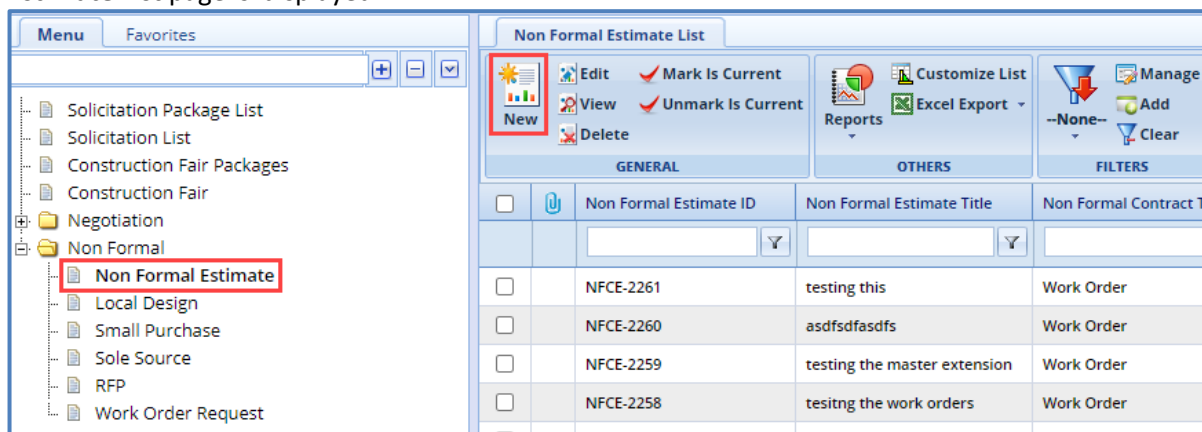 Menu Favorites
Solicitation Package List
Solicitation List
Construction Fair Packages
Construction Fair
Negotiation
Non Formal
Non Formal Estimate
Local Design
Small Purchase
Sole Source
RFP
Work Order Request
Non Formal Estimate List
New
Edit Mark Is Current
View Unmark Is Current
Delete
GENERAL
Reports
Customize List
Excel Export
OTHERS
--None--
Manage
Add
Clear
FILTERS
Non Formal Estimate ID Non Formal Estimate Title Non Formal Contract T
NFCE-2261 testing this Work Order
NFCE-2260 asdfsdfasdfs Work Order
NFCE-2259 testing the master extension Work Order
NFCE-2258 tesitng the work orders Work Order